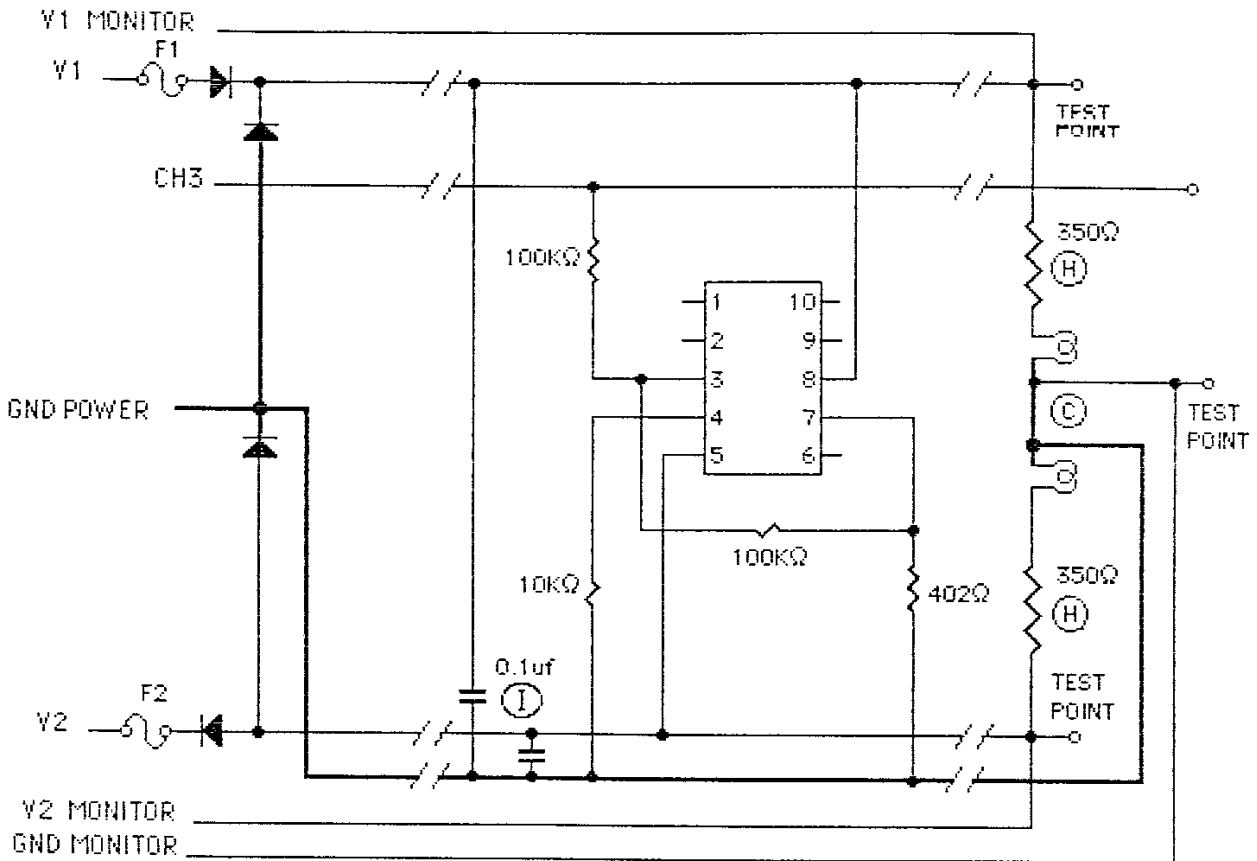 V1 MONITOR
F1
V1
TEST
POINT
CH3
350Ω
H
100KΩ
1 10
2 9
3 8
4 7
5 6
GND POWER
C
TEST
POINT
100KΩ
10KΩ
402Ω
350Ω
H
0.1uf
I
F2
V2
TEST
POINT
V2 MONITOR
GND MONITOR